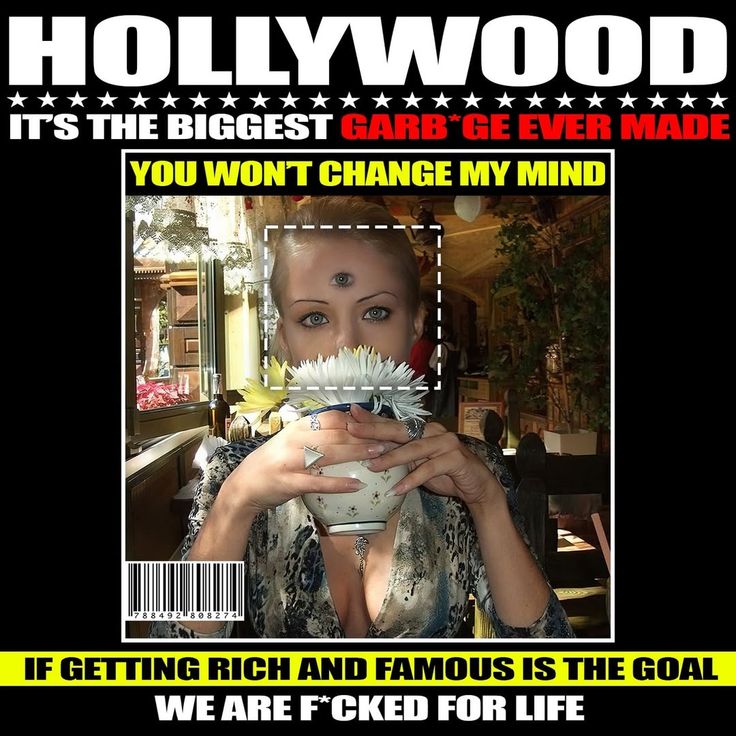 HOLLYWOOD
IT'S THE BIGGEST GARB*GE EVER MADE
YOU WON'T CHANGE MY MIND
788492 808274
IF GETTING RICH AND FAMOUS IS THE GOAL
WE ARE F*CKED FOR LIFE